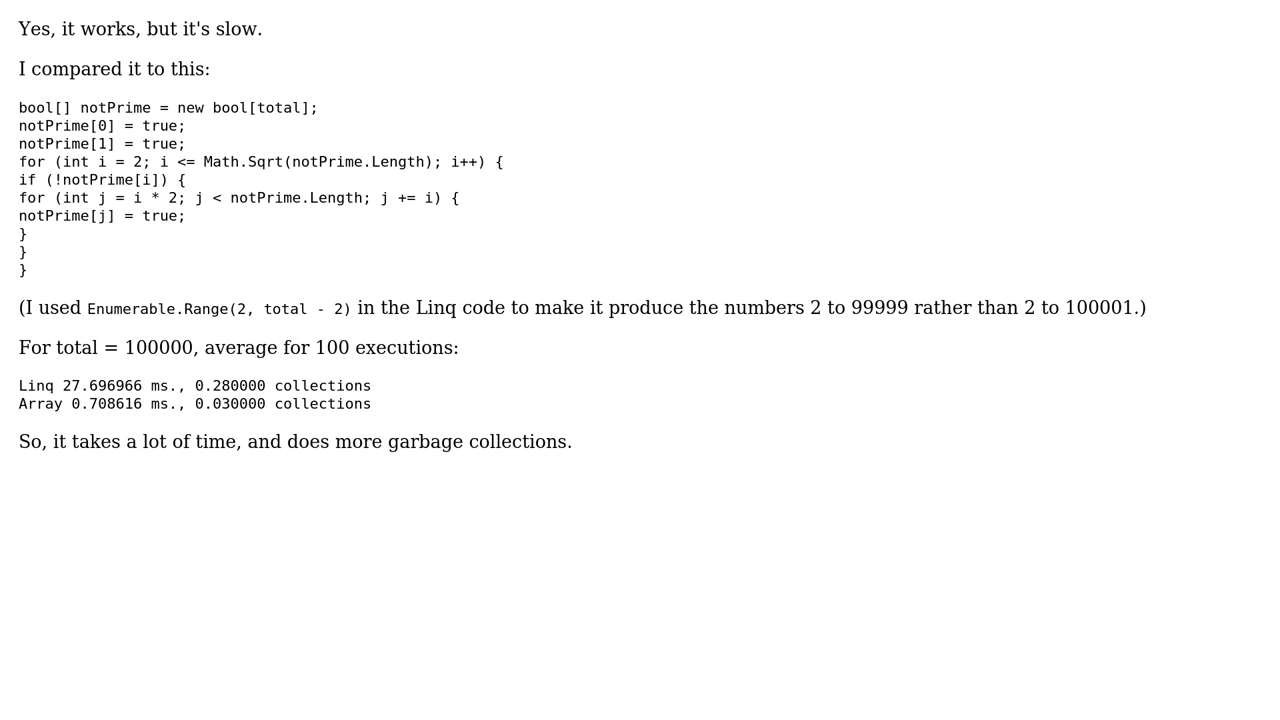 Yes, it works, but it's slow.
I compared it to this:
bool[] notPrime = new bool[total];
notPrime[0] = true;
notPrime[1] = true;
for (int i = 2; i <= Math.Sqrt(notPrime.Length); i++) {
if (!notPrime[i]) {
for (int j = i * 2; j < notPrime.Length; j += i) {
notPrime[j] = true;
}
}
}
(I used Enumerable.Range(2, total - 2) in the Linq code to make it produce the numbers 2 to 99999 rather than 2 to 100001.)
For total = 100000, average for 100 executions:
Linq 27.696966 ms., 0.280000 collections
Array 0.708616 ms., 0.030000 collections
So, it takes a lot of time, and does more garbage collections.